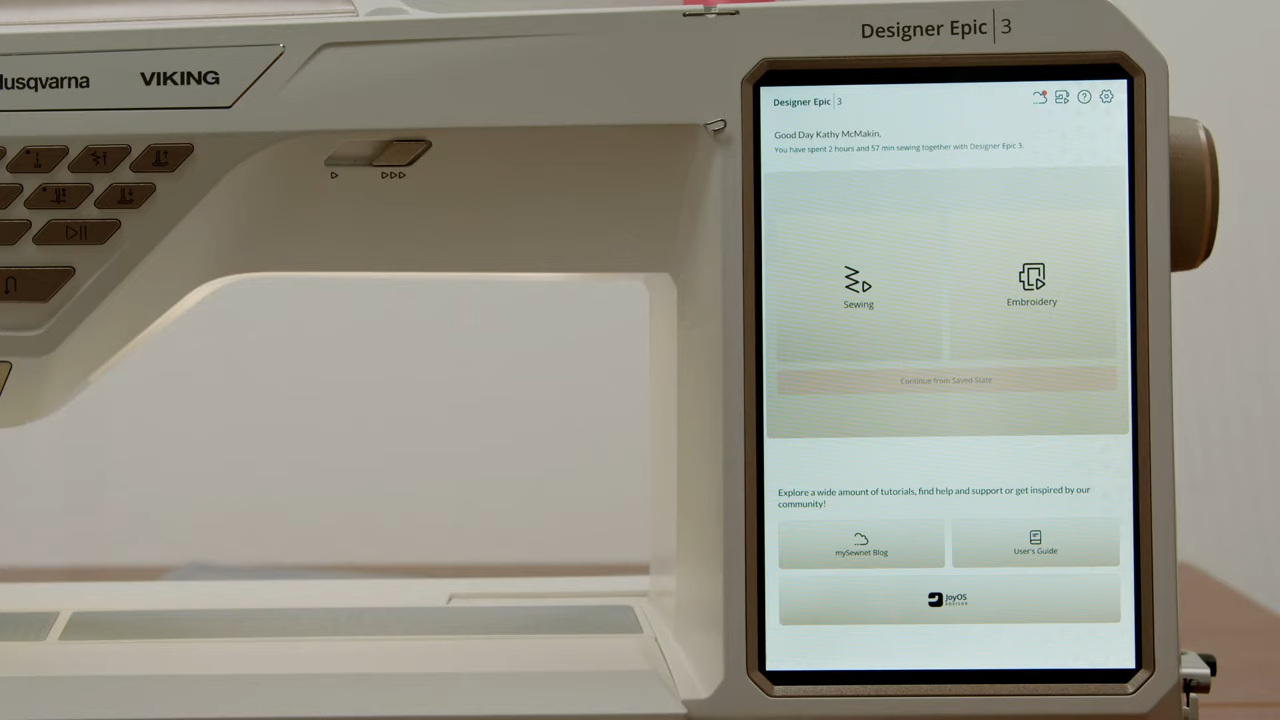 Designer Epic | 3
Husqvarna VIKING
Designer Epic | 3
Good Day Kathy McMakin,
You have spent 2 hours and 57 min sewing together with Designer Epic 3.
Sewing
Embroidery
Continue from Saved State
Explore a wide amount of tutorials, find help and support or get inspired by our
community!
mySewnet Blog
User's Guide
JoyOS
ADVISOR